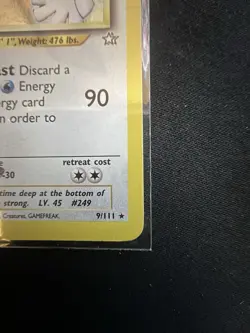 " 1", Weight: 476 lbs.
st Discard a
Energy
ergy card
n order to
90
retreat cost
30
time deep at the bottom of
strong. LV. 45 #249
Creatures, GAMEFREAK.
9/111 ★